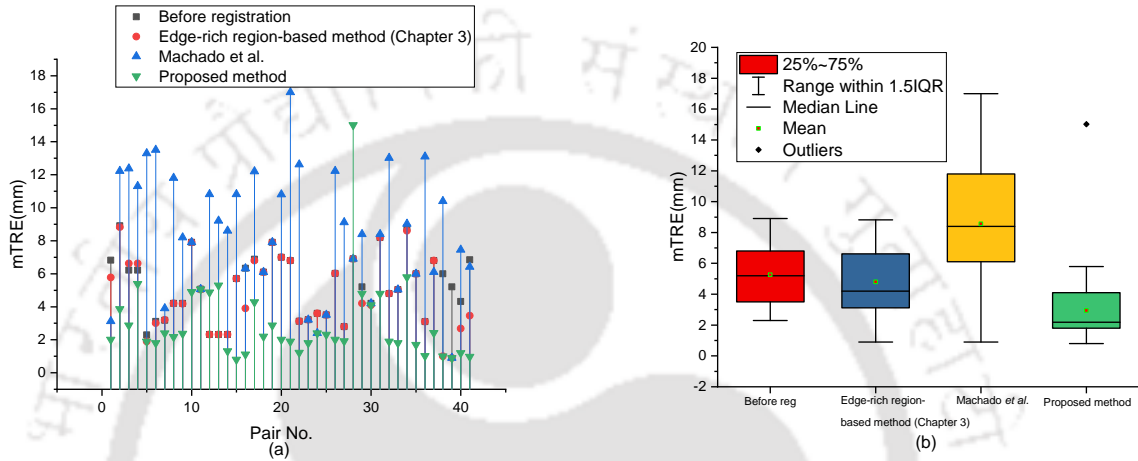 Before registration
Edge-rich region-based method (Chapter 3)
Machado et al.
Proposed method
18
16
14
12
10
8
6
4
2
0
mTRE(mm)
0 10 20 30 40
Pair No.
(a)
25%~75%
Range within 1.5IQR
Median Line
Mean
Outliers
20
18
16
14
12
10
8
6
4
2
0
-2
mTRE(mm)
Before reg
Edge-rich region-
based method (Chapter 3)
Machado et al.
Proposed method
(b)